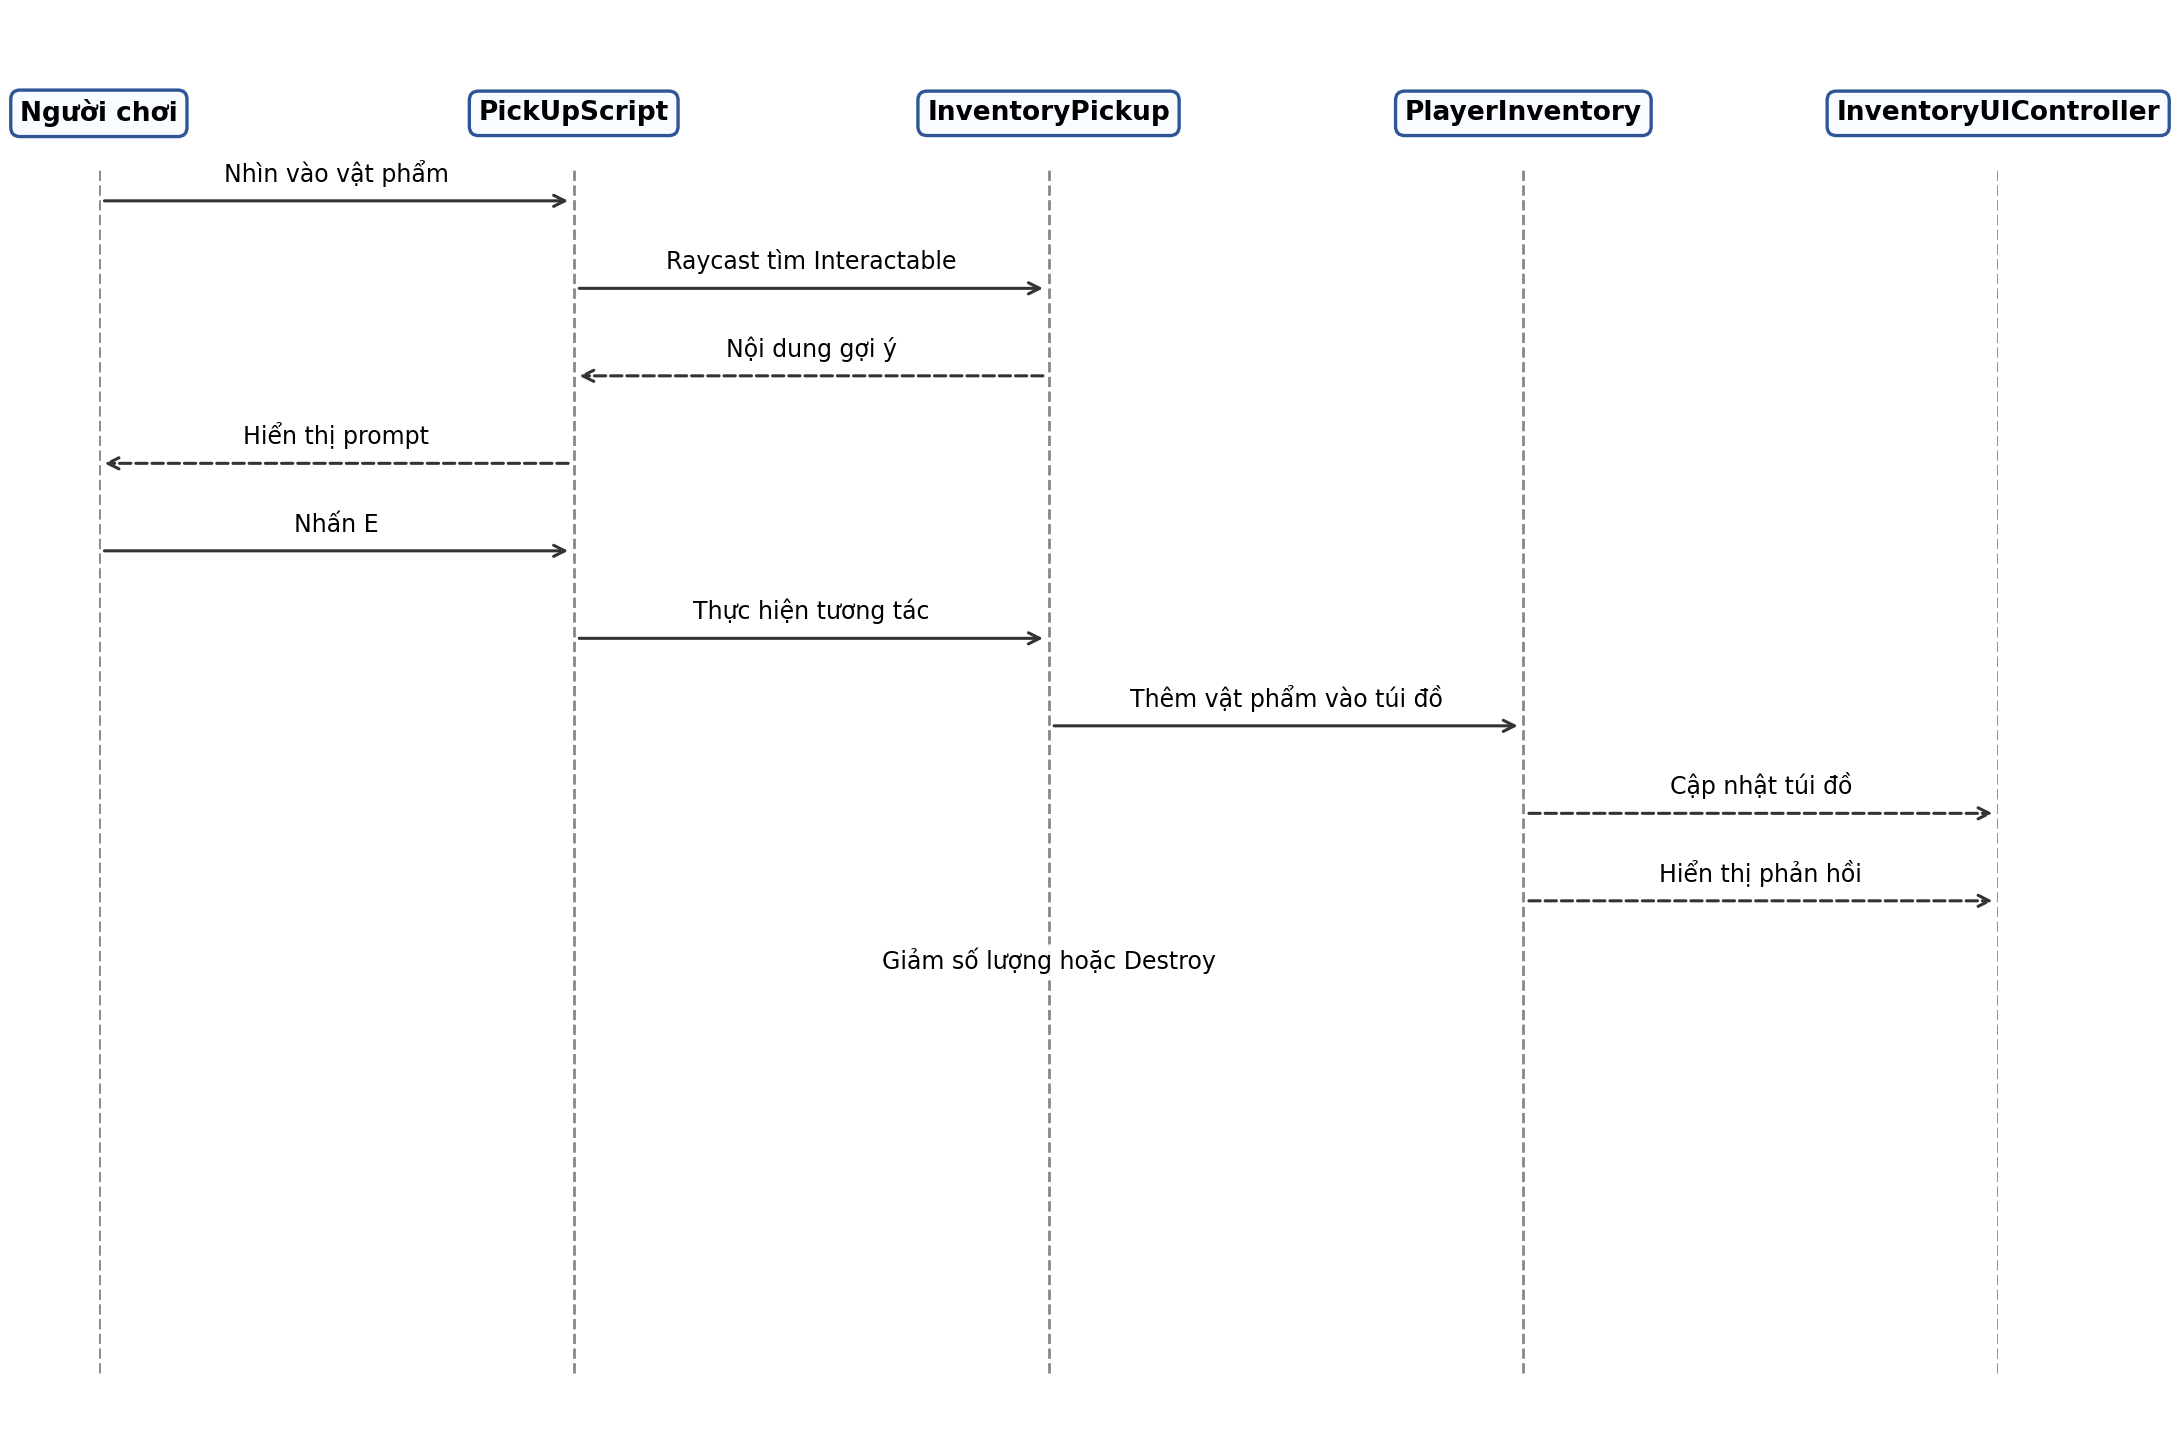 Người chơi
PickUpScript
InventoryPickup
PlayerInventory
InventoryUIController
Nhìn vào vật phẩm
Raycast tìm Interactable
Nội dung gợi ý
Hiển thị prompt
Nhấn E
Thực hiện tương tác
Thêm vật phẩm vào túi đồ
Cập nhật túi đồ
Hiển thị phản hồi
Giảm số lượng hoặc Destroy